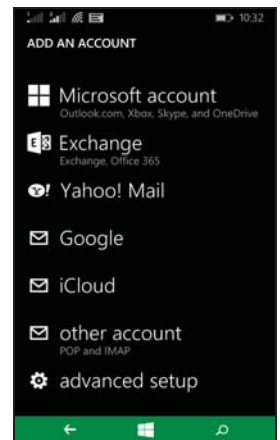 10:32
ADD AN ACCOUNT
Microsoft account
Outlook.com, Xbox, Skype, and OneDrive
Exchange
Exchange, Office 365
Yahoo! Mail
Google
iCloud
other account
POP and IMAP
advanced setup